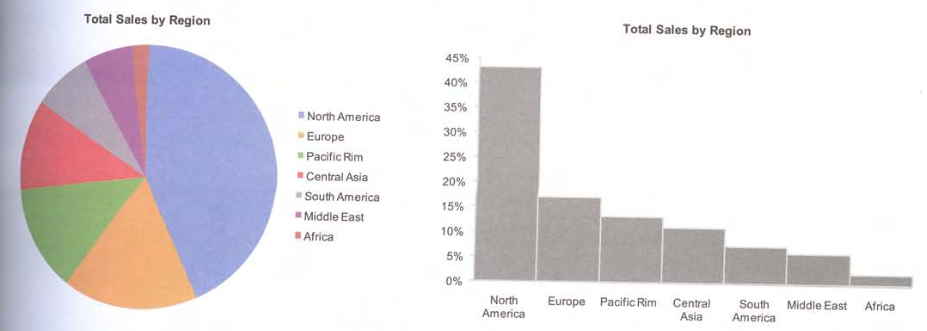 Total Sales by Region
North America
Europe
Pacific Rim
Central Asia
South America
Middle East
Africa
Total Sales by Region
45%
40%
35%
30%
25%
20%
15%
10%
5%
0%
North
America
Europe
Pacific Rim
Central
Asia
South
America
Middle East
Africa